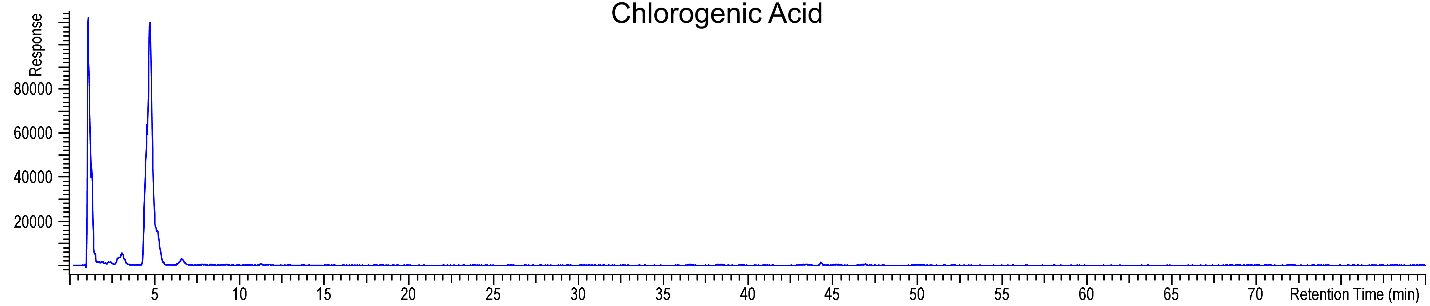 Chlorogenic Acid
Response
80000
60000
40000
20000
5 10 15 20 25 30 35 40 45 50 55 60 65 70 Retention Time (min)